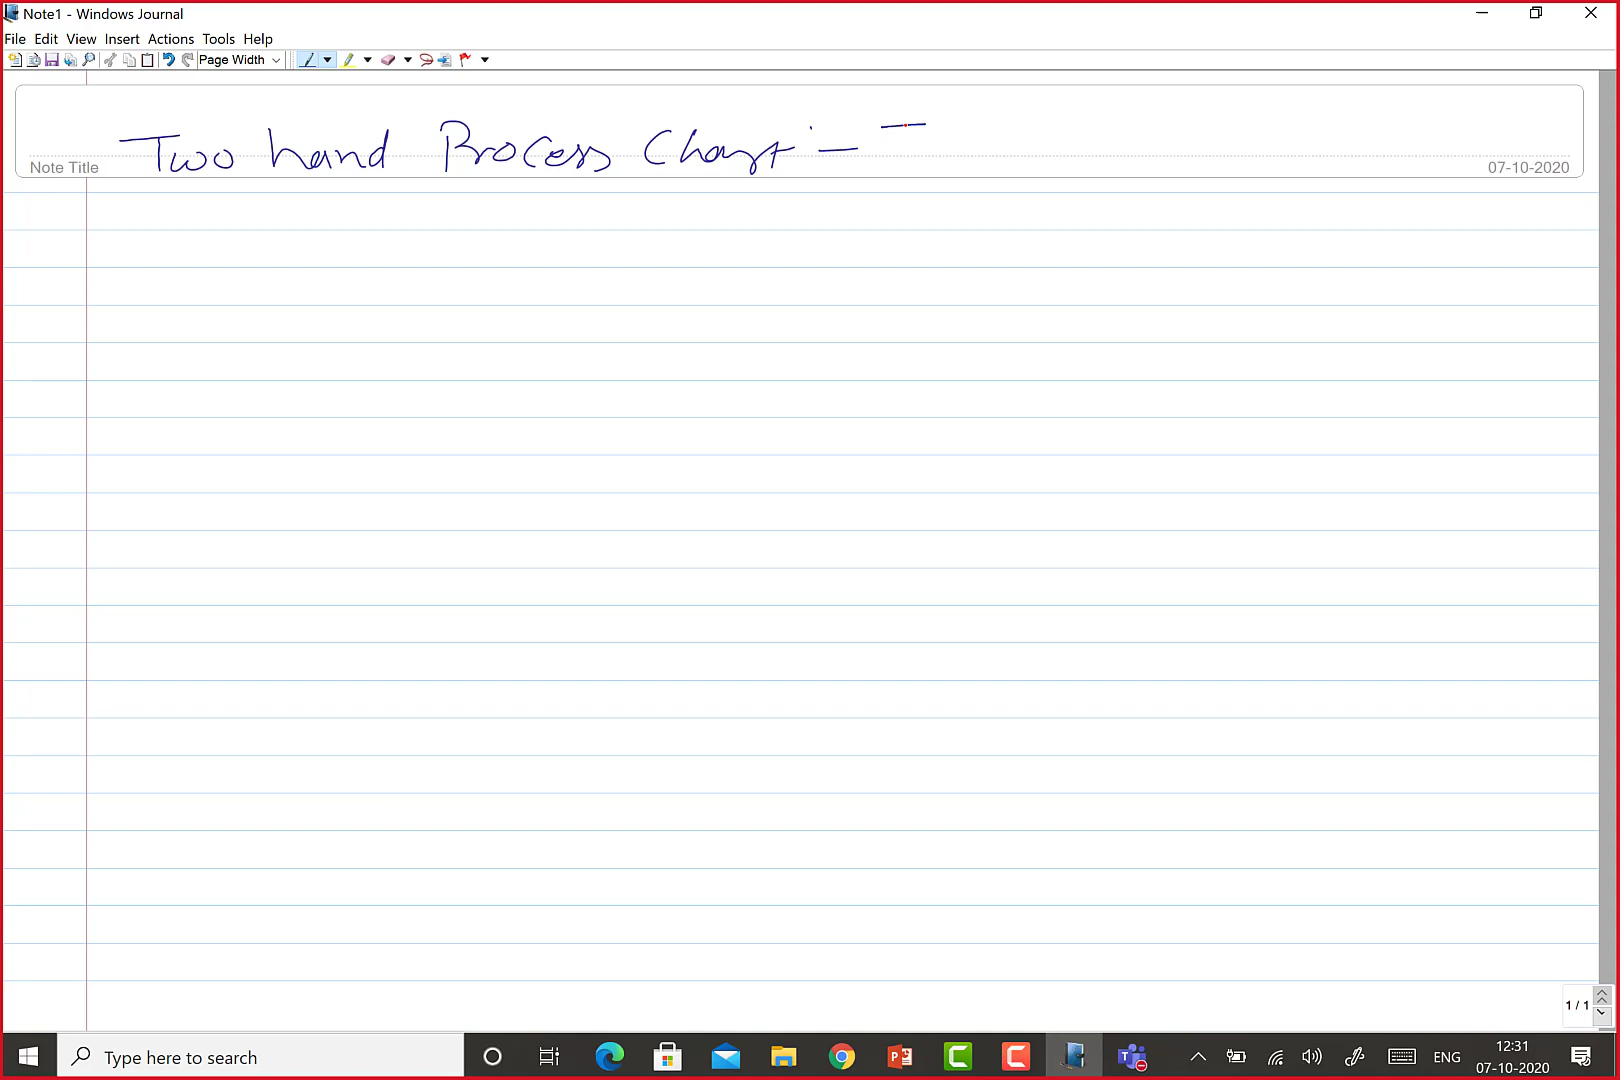 Note1 - Windows Journal
File Edit View Insert Actions Tools Help
Page Width
Two hand Process Chart :-
Note Title
07-10-2020
1 / 1
Type here to search
ENG
12:31
07-10-2020